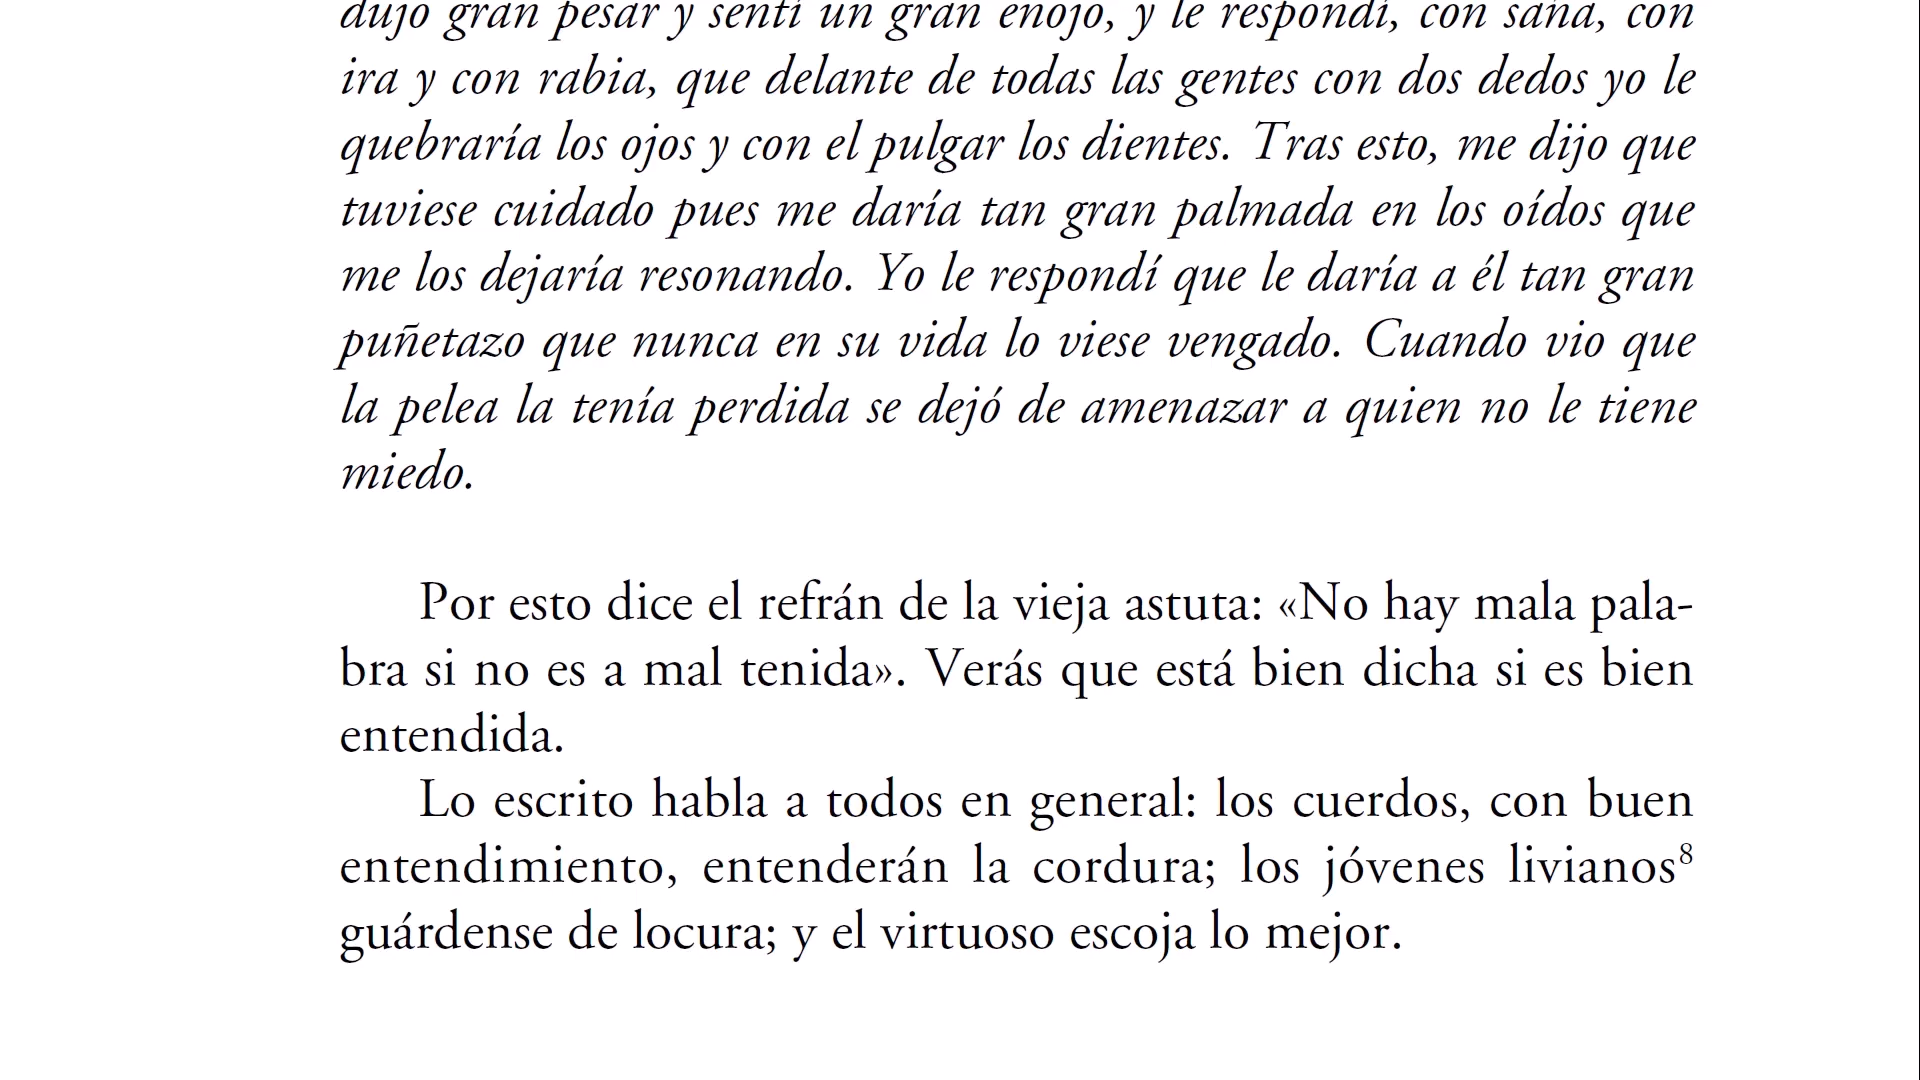 dujo gran pesar y sentí un gran enojo, y le respondí, con saña, con
ira y con rabia, que delante de todas las gentes con dos dedos yo le
quebraría los ojos y con el pulgar los dientes. Tras esto, me dijo que
tuviese cuidado pues me daría tan gran palmada en los oídos que
me los dejaría resonando. Yo le respondí que le daría a él tan gran
puñetazo que nunca en su vida lo viese vengado. Cuando vio que
la pelea la tenía perdida se dejó de amenazar a quien no le tiene
miedo.
Por esto dice el refrán de la vieja astuta: «No hay mala pala-
bra si no es a mal tenida». Verás que está bien dicha si es bien
entendida.
Lo escrito habla a todos en general: los cuerdos, con buen
entendimiento, entenderán la cordura; los jóvenes livianos⁸
guárdense de locura; y el virtuoso escoja lo mejor.